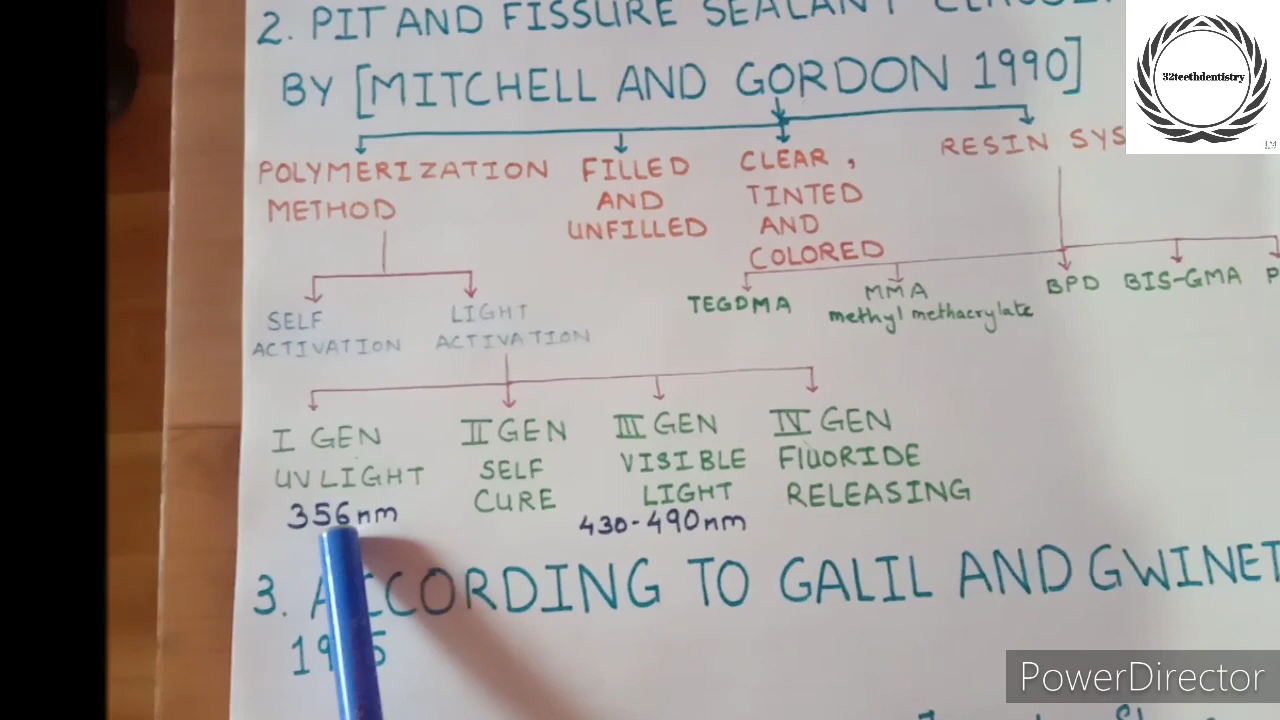 2. PIT AND FISSURE SEALANT
BY [MITCHELL AND GORDON 1990]
32teethdentistry
POLYMERIZATION METHOD
FILLED AND UNFILLED
CLEAR, TINTED AND COLORED
RESIN SYS
SELF ACTIVATION
LIGHT ACTIVATION
TEGDMA
MMA
methyl methacrylate
BPD
BIS-GMA
P
I GEN
UV LIGHT
356nm
II GEN
SELF
CURE
III GEN
VISIBLE
LIGHT
430-490nm
IV GEN
FLUORIDE
RELEASING
3. ACCORDING TO GALIL AND GWINET
PowerDirector